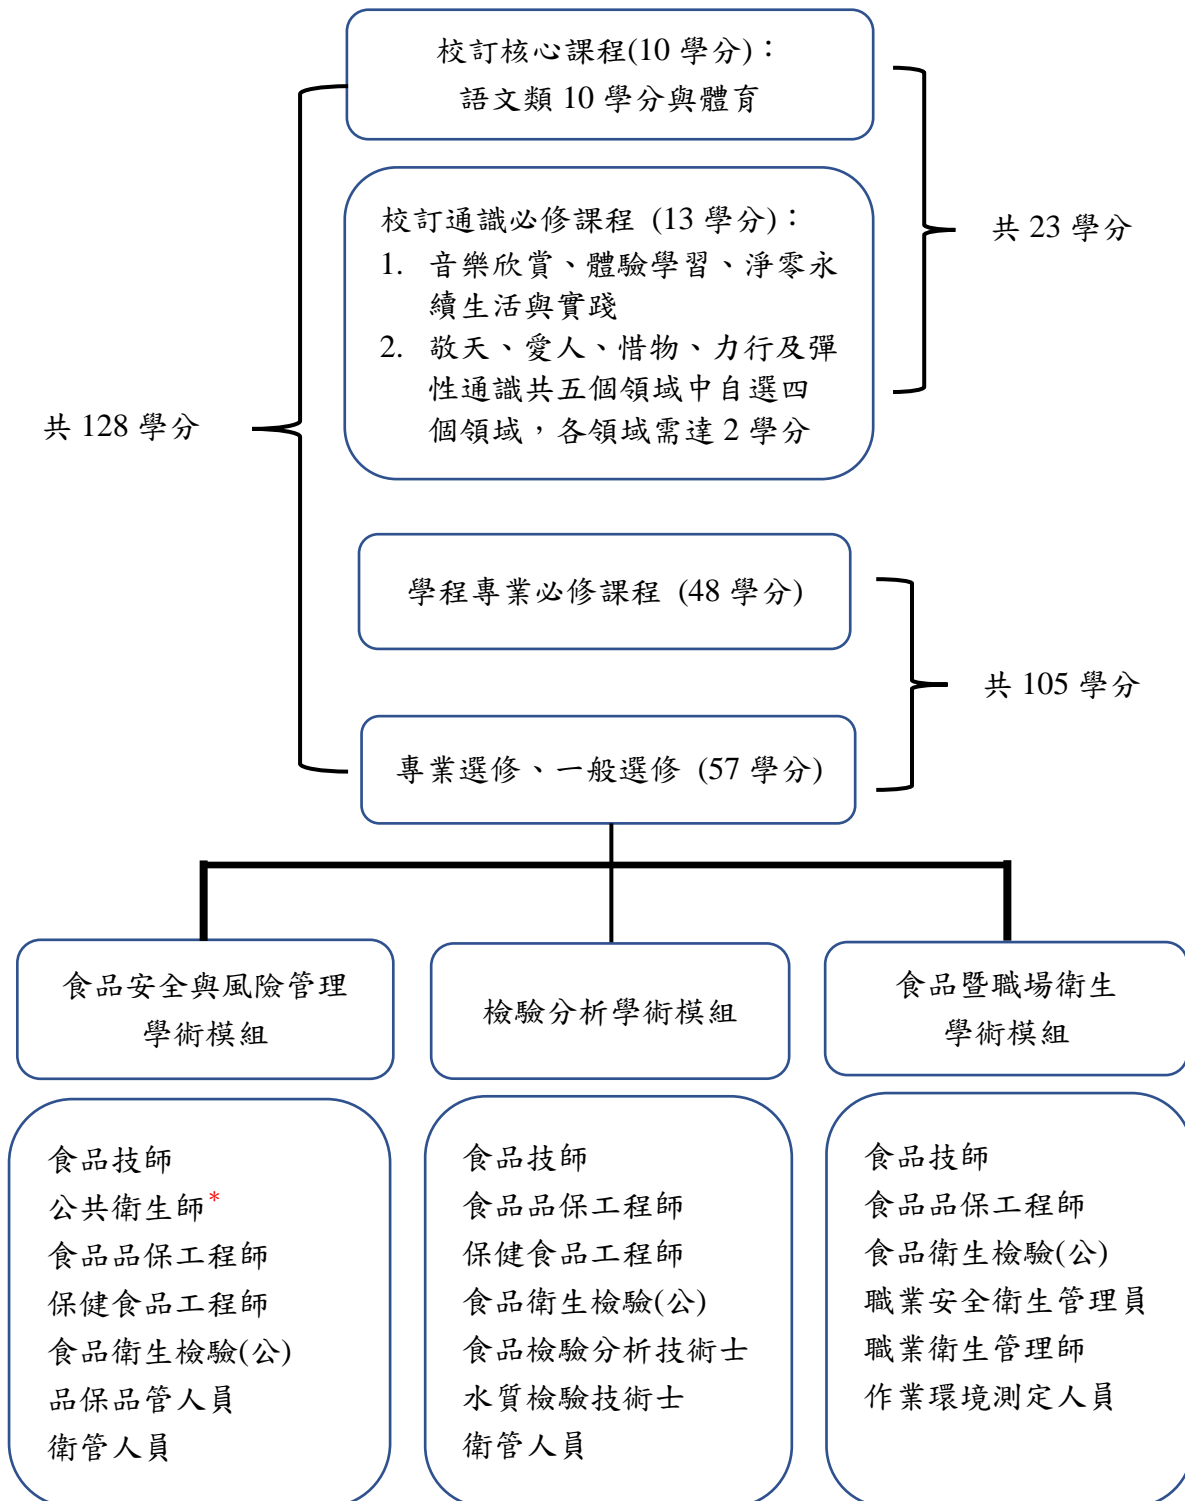 校訂核心課程(10 學分)：
語文類 10 學分與體育
校訂通識必修課程 (13 學分)：
1. 音樂欣賞、體驗學習、淨零永
續生活與實踐
2. 敬天、愛人、惜物、力行及彈
性通識共五個領域中自選四
個領域，各領域需達 2 學分
共 23 學分
共 128 學分
學程專業必修課程 (48 學分)
專業選修、一般選修 (57 學分)
共 105 學分
食品安全與風險管理
學術模組
檢驗分析學術模組
食品暨職場衛生
學術模組
食品技師
公共衛生師*
食品品保工程師
保健食品工程師
食品衛生檢驗(公)
品保品管人員
衛管人員
食品技師
食品品保工程師
保健食品工程師
食品衛生檢驗(公)
食品檢驗分析技術士
水質檢驗技術士
衛管人員
食品技師
食品品保工程師
食品衛生檢驗(公)
職業安全衛生管理員
職業衛生管理師
作業環境測定人員